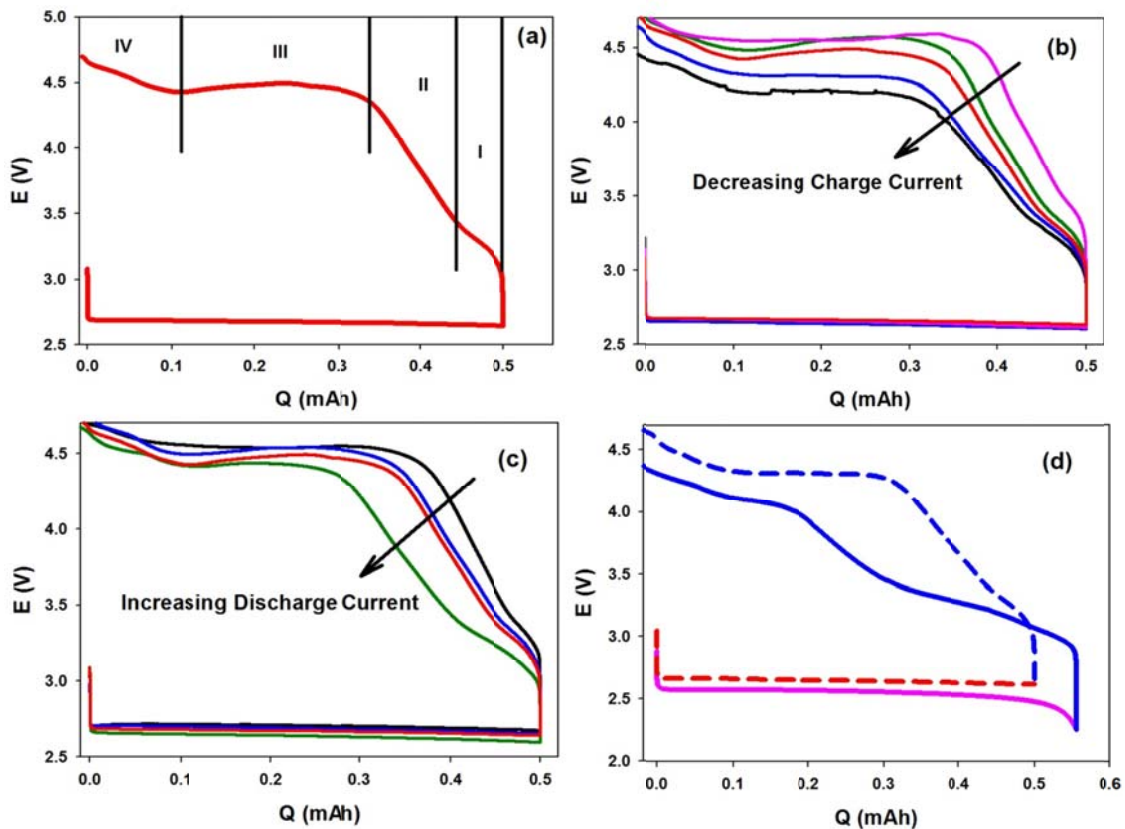 (a)
IV
III
II
I
E (V)
5.0
4.5
4.0
3.5
3.0
2.5
0.0 0.1 0.2 0.3 0.4 0.5
Q (mAh)
(b)
E (V)
4.5
4.0
3.5
3.0
2.5
Decreasing Charge Current
0.0 0.1 0.2 0.3 0.4 0.5
Q (mAh)
(c)
E (V)
4.5
4.0
3.5
3.0
2.5
Increasing Discharge Current
0.0 0.1 0.2 0.3 0.4 0.5
Q (mAh)
(d)
E (V)
4.5
4.0
3.5
3.0
2.5
2.0
0.0 0.1 0.2 0.3 0.4 0.5 0.6
Q (mAh)